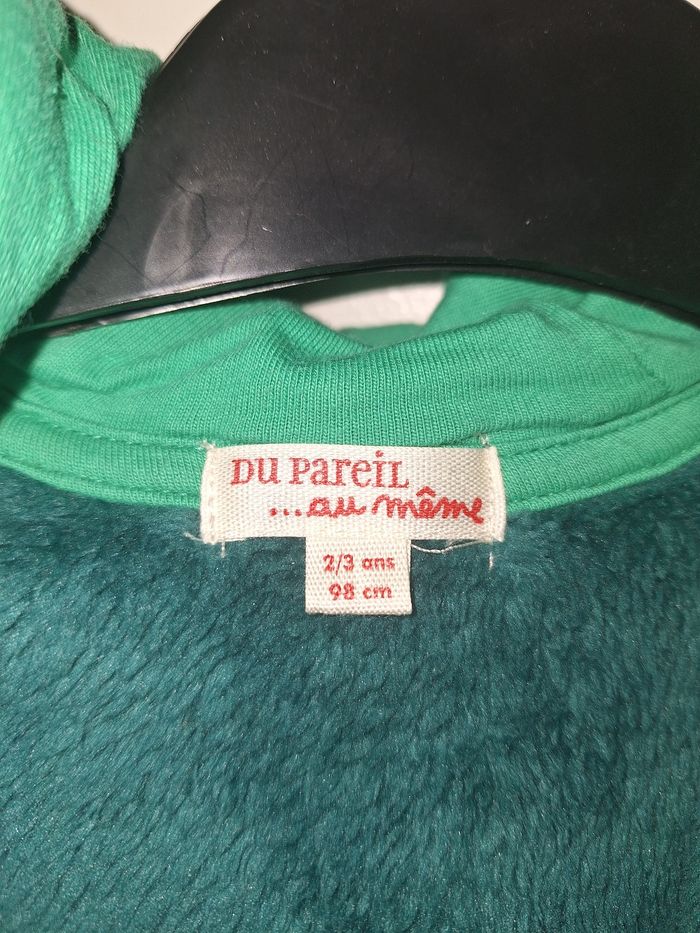 DU PAREIL
...au même
2/3 ans
98 cm